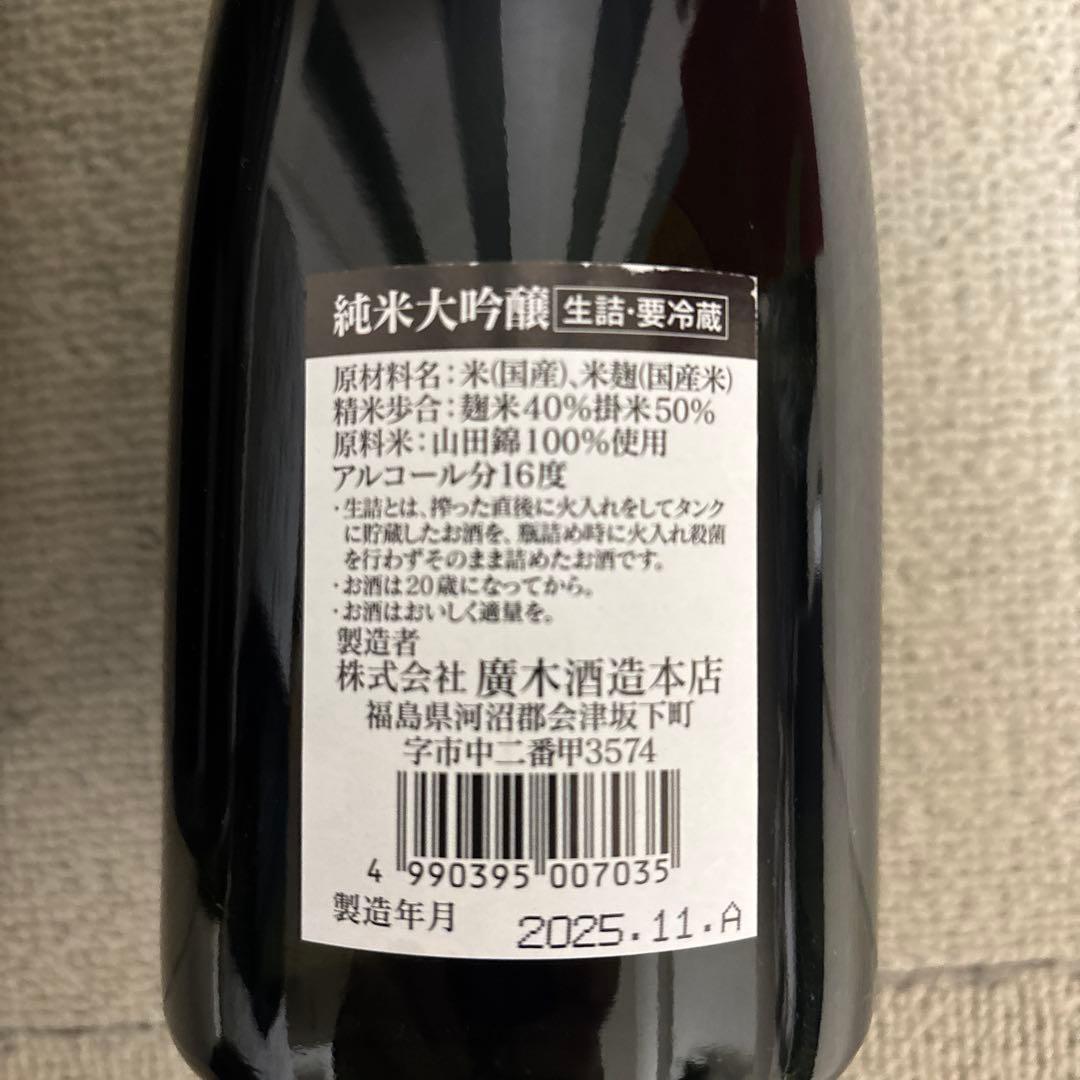 純米大吟醸 生詰・要冷蔵
原材料名：米(国産)、米麹(国産米)
精米歩合：麹米40%掛米50%
原料米：山田錦100%使用
アルコール分16度
・生詰とは、搾った直後に火入れをしてタンク
に貯蔵したお酒を、瓶詰め時に火入れ殺菌
を行わずそのまま詰めたお酒です。
・お酒は20歳になってから。
・お酒はおいしく適量を。
製造者
株式会社 廣木酒造本店
福島県河沼郡会津坂下町
字市中二番甲3574
4 990395 007035
製造年月 2025.11.A